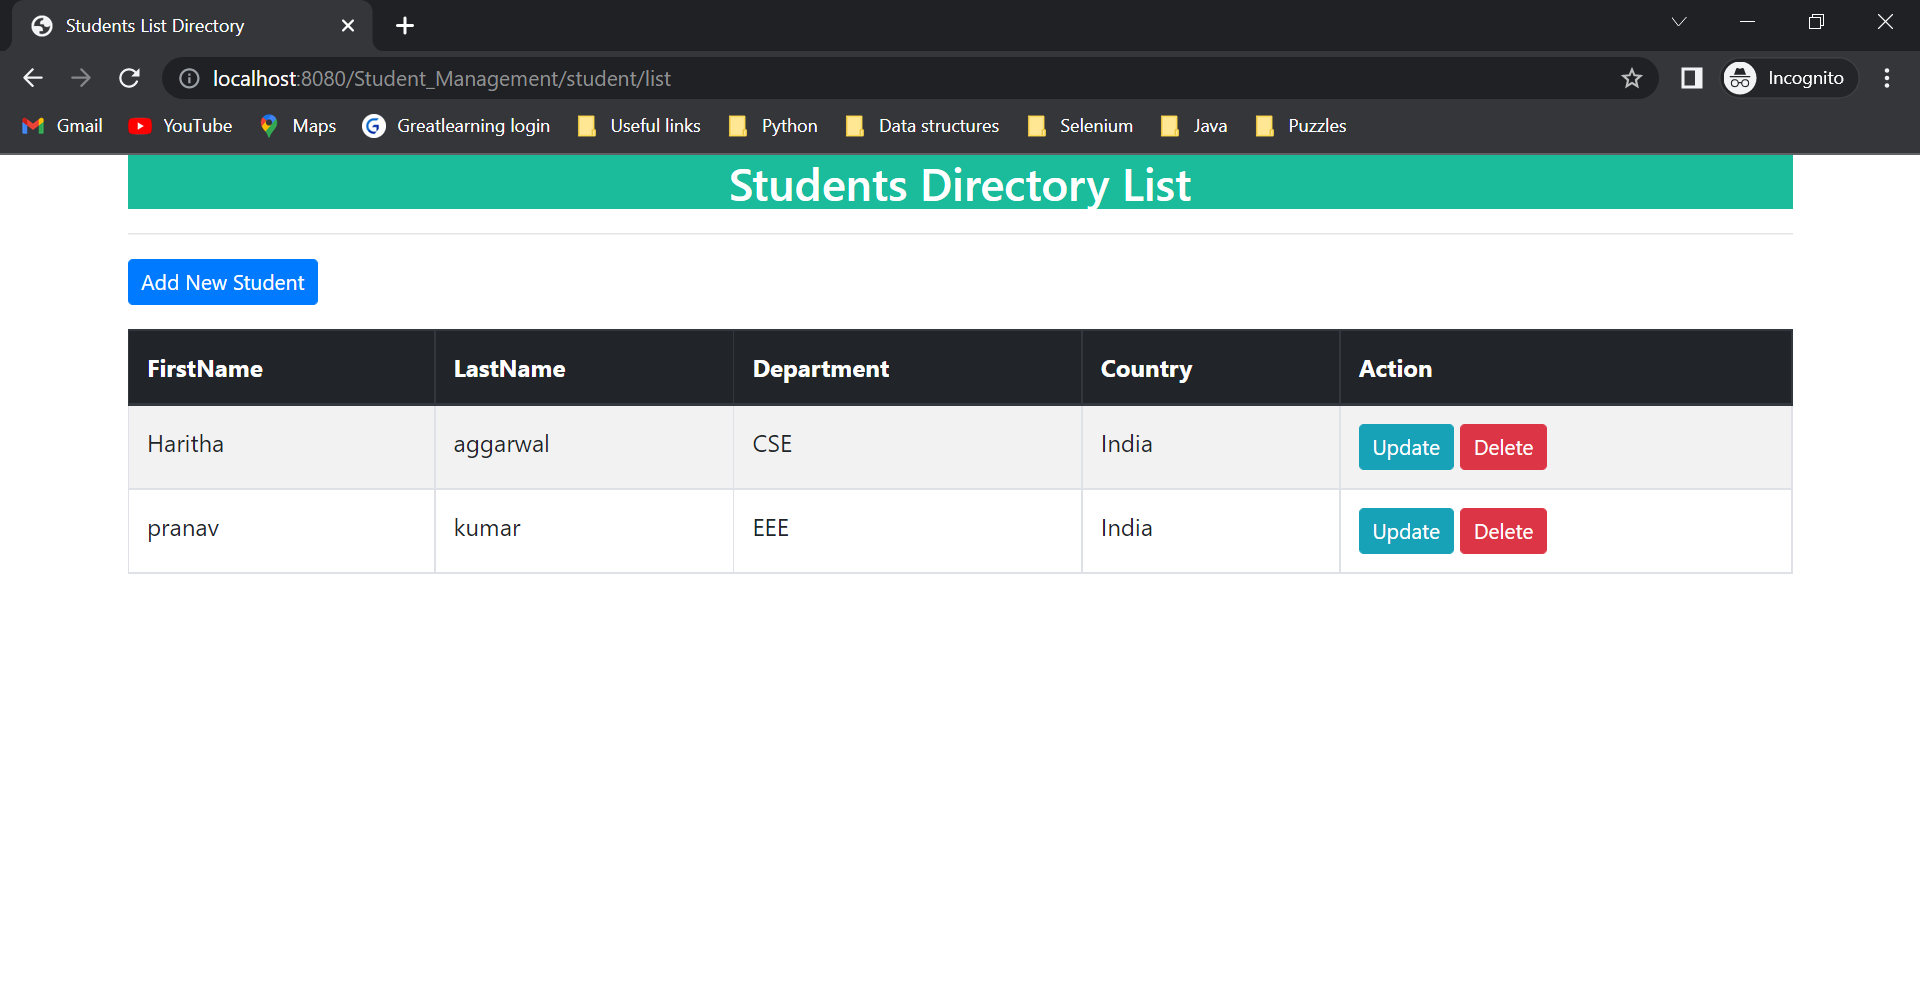 Students List Directory
localhost:8080/Student_Management/student/list
Incognito
Gmail YouTube Maps Greatlearning login Useful links Python Data structures Selenium Java Puzzles
Students Directory List
Add New Student
FirstName LastName Department Country Action
Haritha aggarwal CSE India Update Delete
pranav kumar EEE India Update Delete